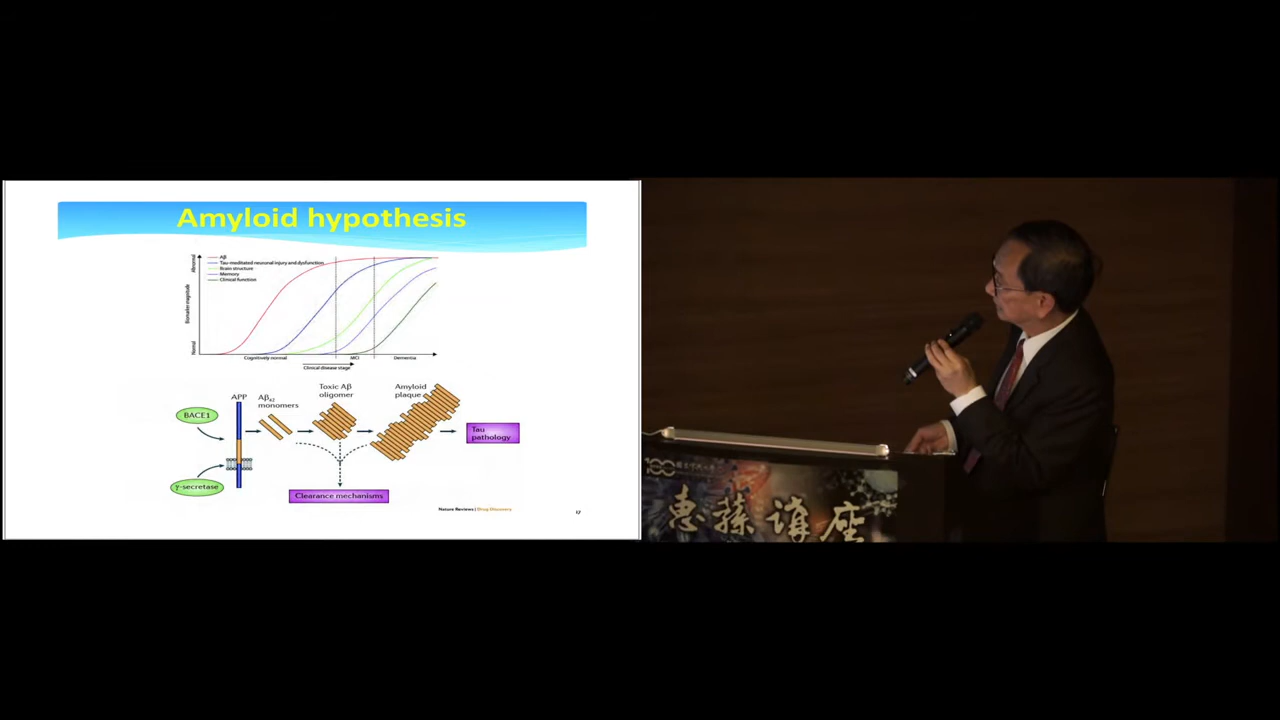 Amyloid hypothesis
Abnormal
Biomarker magnitude
Normal
Aβ
Tau-meditated neuronal injury and dysfunction
Brain structure
Memory
Clinical function
Cognitively normal
MCI
Dementia
Clinical disease stage
BACE1
γ-secretase
APP
Aβ42
monomers
Toxic Aβ
oligomer
Amyloid
plaque
Tau
pathology
Clearance mechanisms
Nature Reviews | Drug Discovery
17
100
惠蓀講座